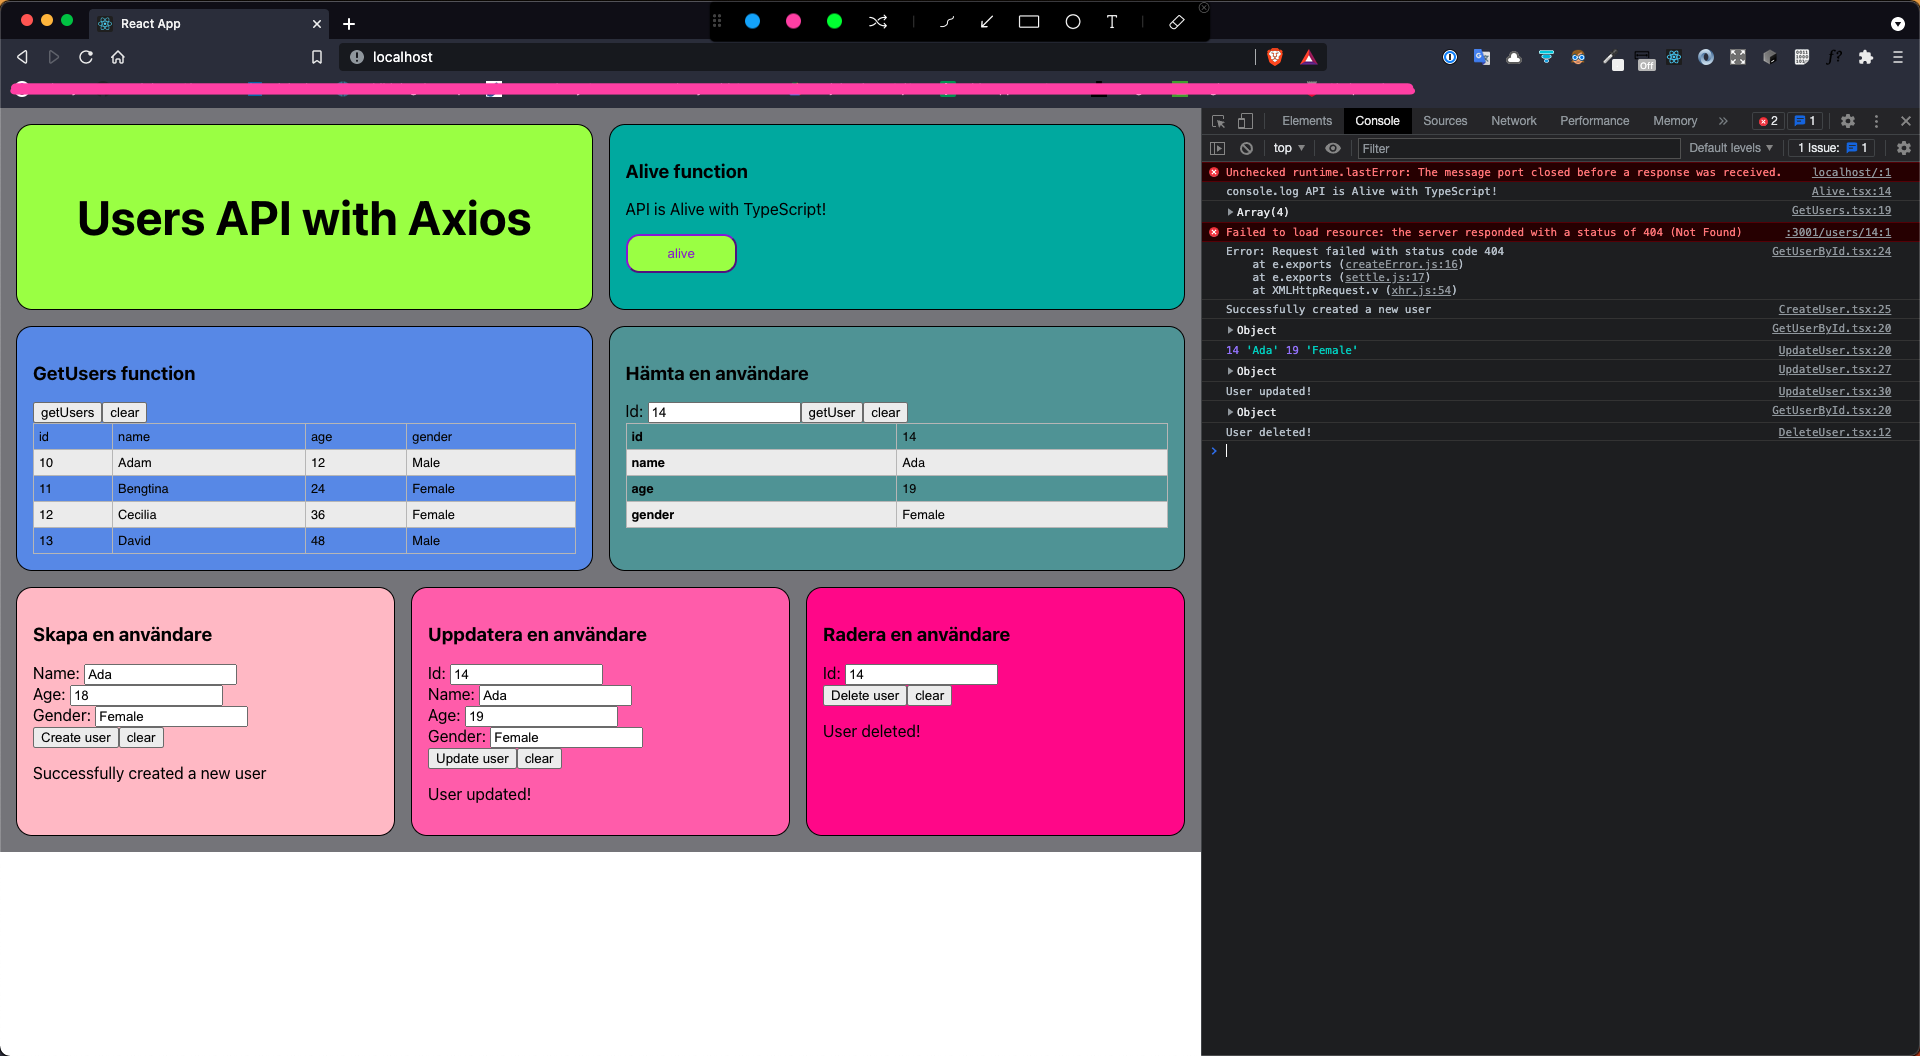 React App
T
localhost
Off
Users API with Axios
Alive function
API is Alive with TypeScript!
alive
GetUsers function
getUsers clear
id name age gender
10 Adam 12 Male
11 Bengtina 24 Female
12 Cecilia 36 Female
13 David 48 Male
Hämta en användare
Id: 14 getUser clear
id 14
name Ada
age 19
gender Female
Skapa en användare
Name: Ada
Age: 18
Gender: Female
Create user clear
Successfully created a new user
Uppdatera en användare
Id: 14
Name: Ada
Age: 19
Gender: Female
Update user clear
User updated!
Radera en användare
Id: 14
Delete user clear
User deleted!
Elements Console Sources Network Performance Memory » 2 1
top Filter Default levels 1 Issue: 1
Unchecked runtime.lastError: The message port closed before a response was received. localhost/:1
console.log API is Alive with TypeScript! Alive.tsx:14
Array(4) GetUsers.tsx:19
Failed to load resource: the server responded with a status of 404 (Not Found) :3001/users/14:1
Error: Request failed with status code 404 GetUserById.tsx:24
at e.exports (createError.js:16)
at e.exports (settle.js:17)
at XMLHttpRequest.v (xhr.js:54)
Successfully created a new user CreateUser.tsx:25
Object GetUserById.tsx:20
14 'Ada' 19 'Female' UpdateUser.tsx:20
Object UpdateUser.tsx:27
User updated! UpdateUser.tsx:30
Object GetUserById.tsx:20
User deleted! DeleteUser.tsx:12